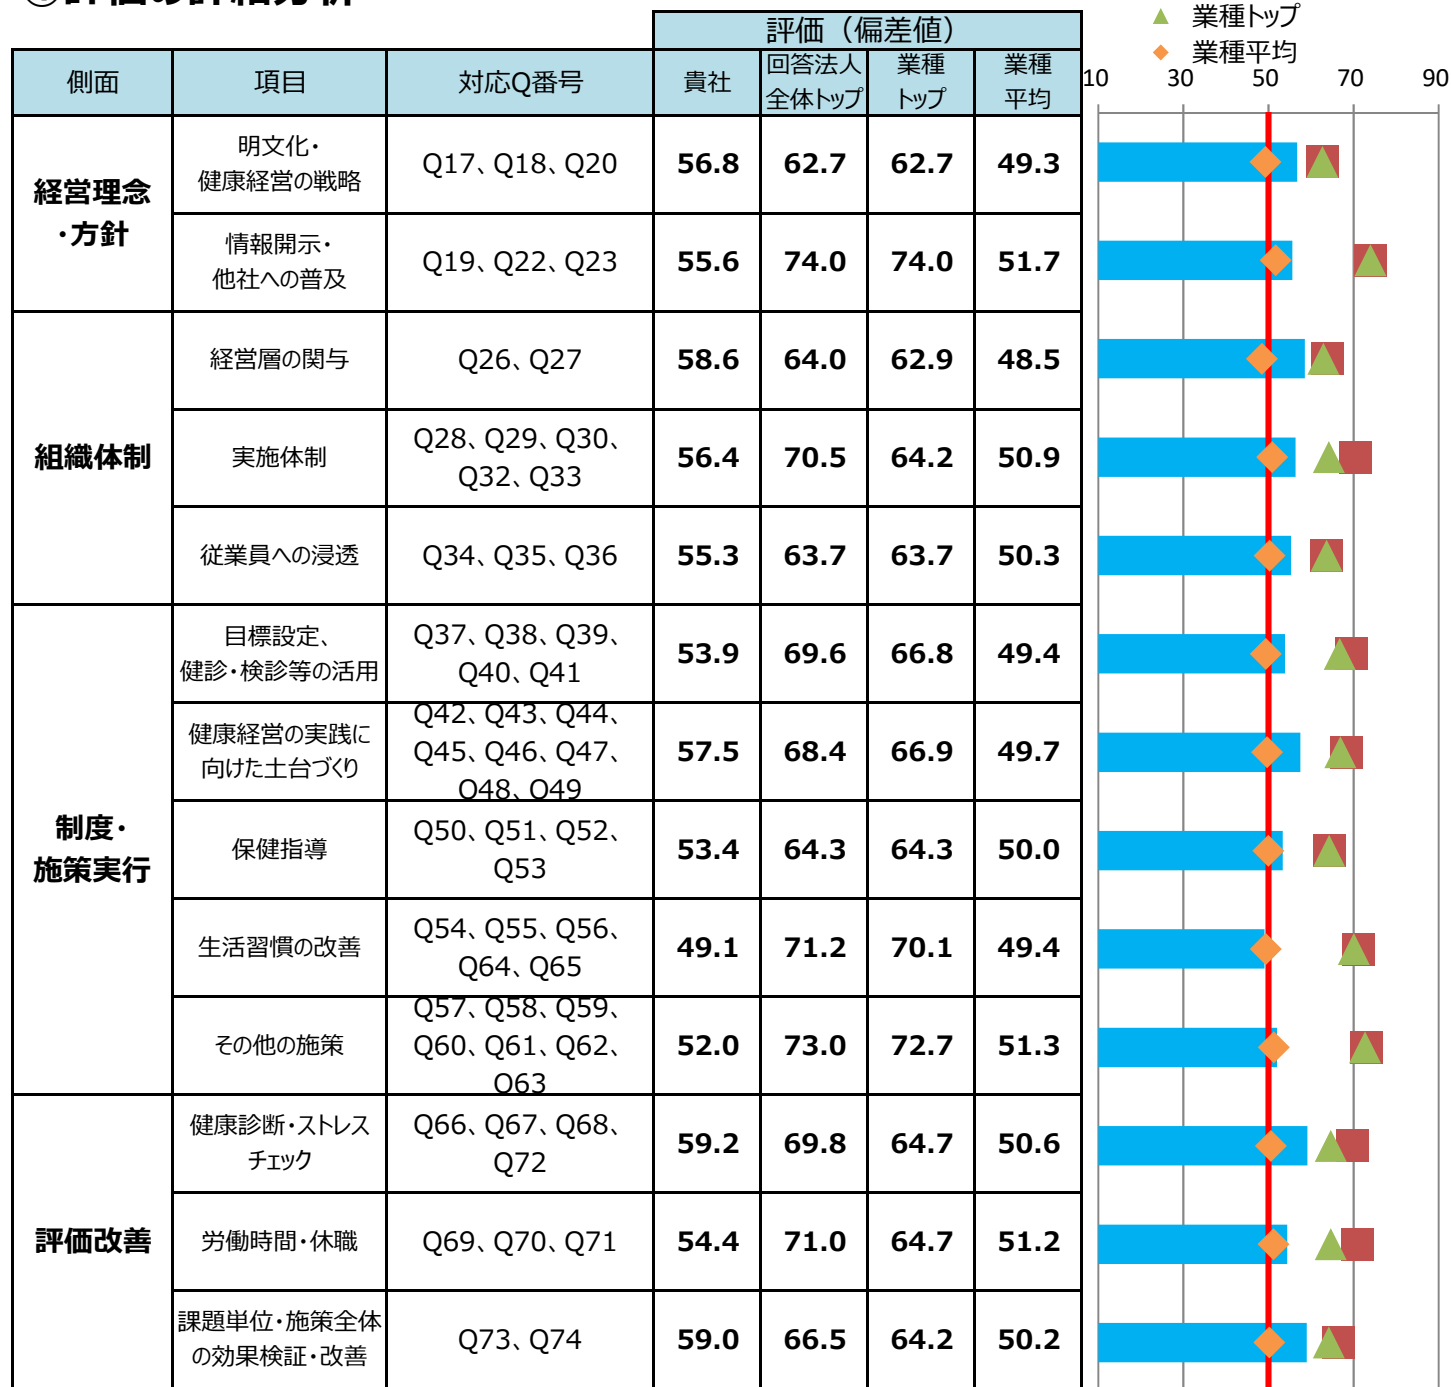 ①評価の詳細分析
▲ 業種トップ
◆ 業種平均
評価（偏差値）
側面 項目 対応Q番号 貴社 回答法人 業種 業種
全体トップ トップ 平均
10 30 50 70 90
経営理念
・方針
明文化・
健康経営の戦略
Q17、Q18、Q20
56.8 62.7 62.7 49.3
情報開示・
他社への普及
Q19、Q22、Q23
55.6 74.0 74.0 51.7
組織体制
経営層の関与
Q26、Q27
58.6 64.0 62.9 48.5
実施体制
Q28、Q29、Q30、
Q32、Q33
56.4 70.5 64.2 50.9
従業員への浸透
Q34、Q35、Q36
55.3 63.7 63.7 50.3
制度・
施策実行
目標設定、
健診・検診等の活用
Q37、Q38、Q39、
Q40、Q41
53.9 69.6 66.8 49.4
健康経営の実践に
向けた土台づくり
Q42、Q43、Q44、
Q45、Q46、Q47、
Q48、Q49
57.5 68.4 66.9 49.7
保健指導
Q50、Q51、Q52、
Q53
53.4 64.3 64.3 50.0
生活習慣の改善
Q54、Q55、Q56、
Q64、Q65
49.1 71.2 70.1 49.4
その他の施策
Q57、Q58、Q59、
Q60、Q61、Q62、
Q63
52.0 73.0 72.7 51.3
評価改善
健康診断・ストレス
チェック
Q66、Q67、Q68、
Q72
59.2 69.8 64.7 50.6
労働時間・休職
Q69、Q70、Q71
54.4 71.0 64.7 51.2
課題単位・施策全体
の効果検証・改善
Q73、Q74
59.0 66.5 64.2 50.2